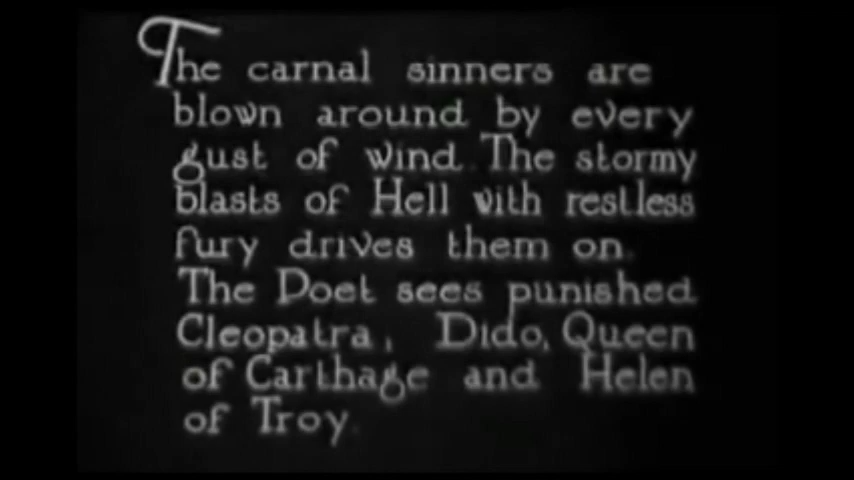 The carnal sinners are
blown around by every
gust of wind. The stormy
blasts of Hell with restless
fury drives them on.
The Poet sees punished
Cleopatra, Dido, Queen
of Carthage and Helen
of Troy.